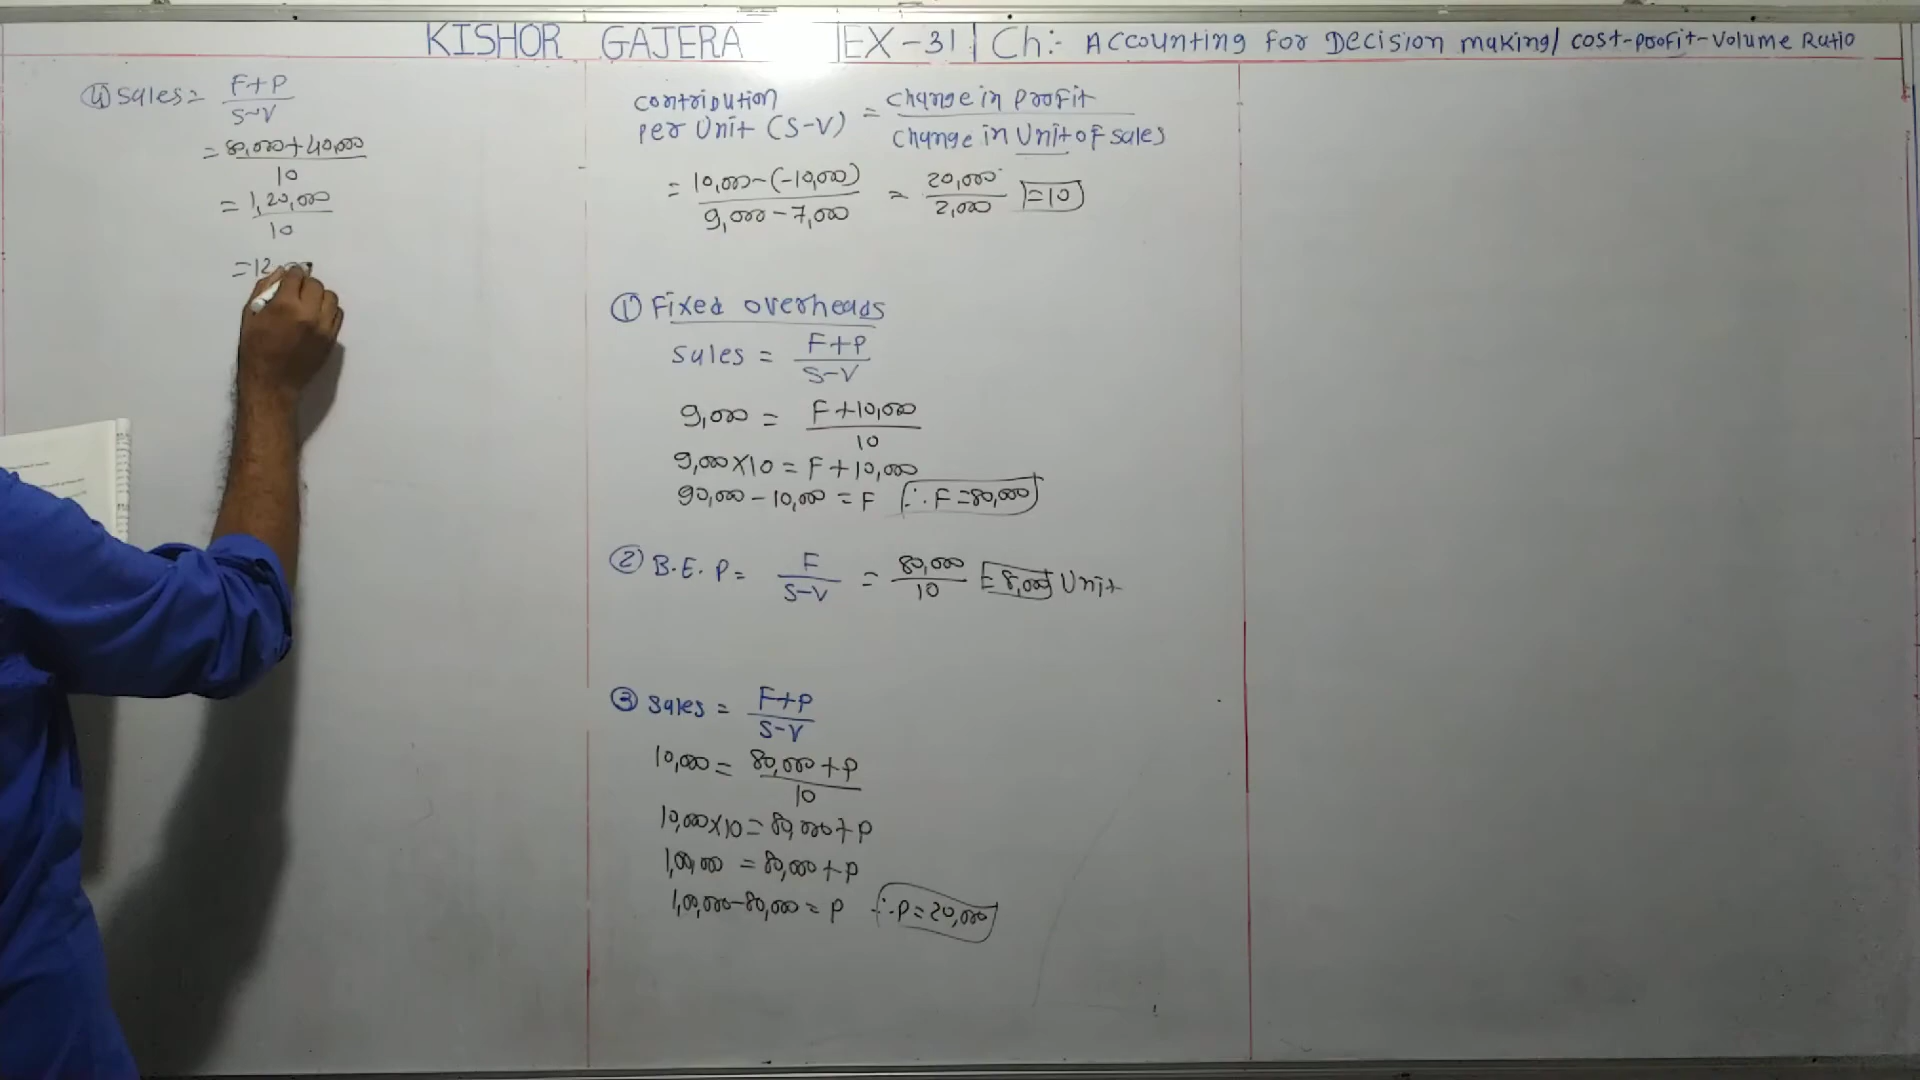 KISHOR GAJERA | EX-31 | Ch:- Accounting For Decision making / cost-profit-volume Ratio
④ sales = F+P / S-V
= 80,000+40,000 / 10
= 1,20,000 / 10
= 12
contribution per unit (S-V) = change in profit / change in unit of sales
= 10,000-(-10,000) / 9,000-7,000 = 20,000 / 2,000 = 10
① Fixed overheads
sales = F+P / S-V
9,000 = F+10,000 / 10
9,000×10 = F+10,000
90,000-10,000 = F ∴ F = 80,000
② B.E.P = F / S-V = 80,000 / 10 = 8,000 Unit
③ sales = F+P / S-V
10,000 = 80,000+P / 10
10,000×10 = 80,000+P
1,00,000 = 80,000+P
1,00,000-80,000 = P ∴ P = 20,000